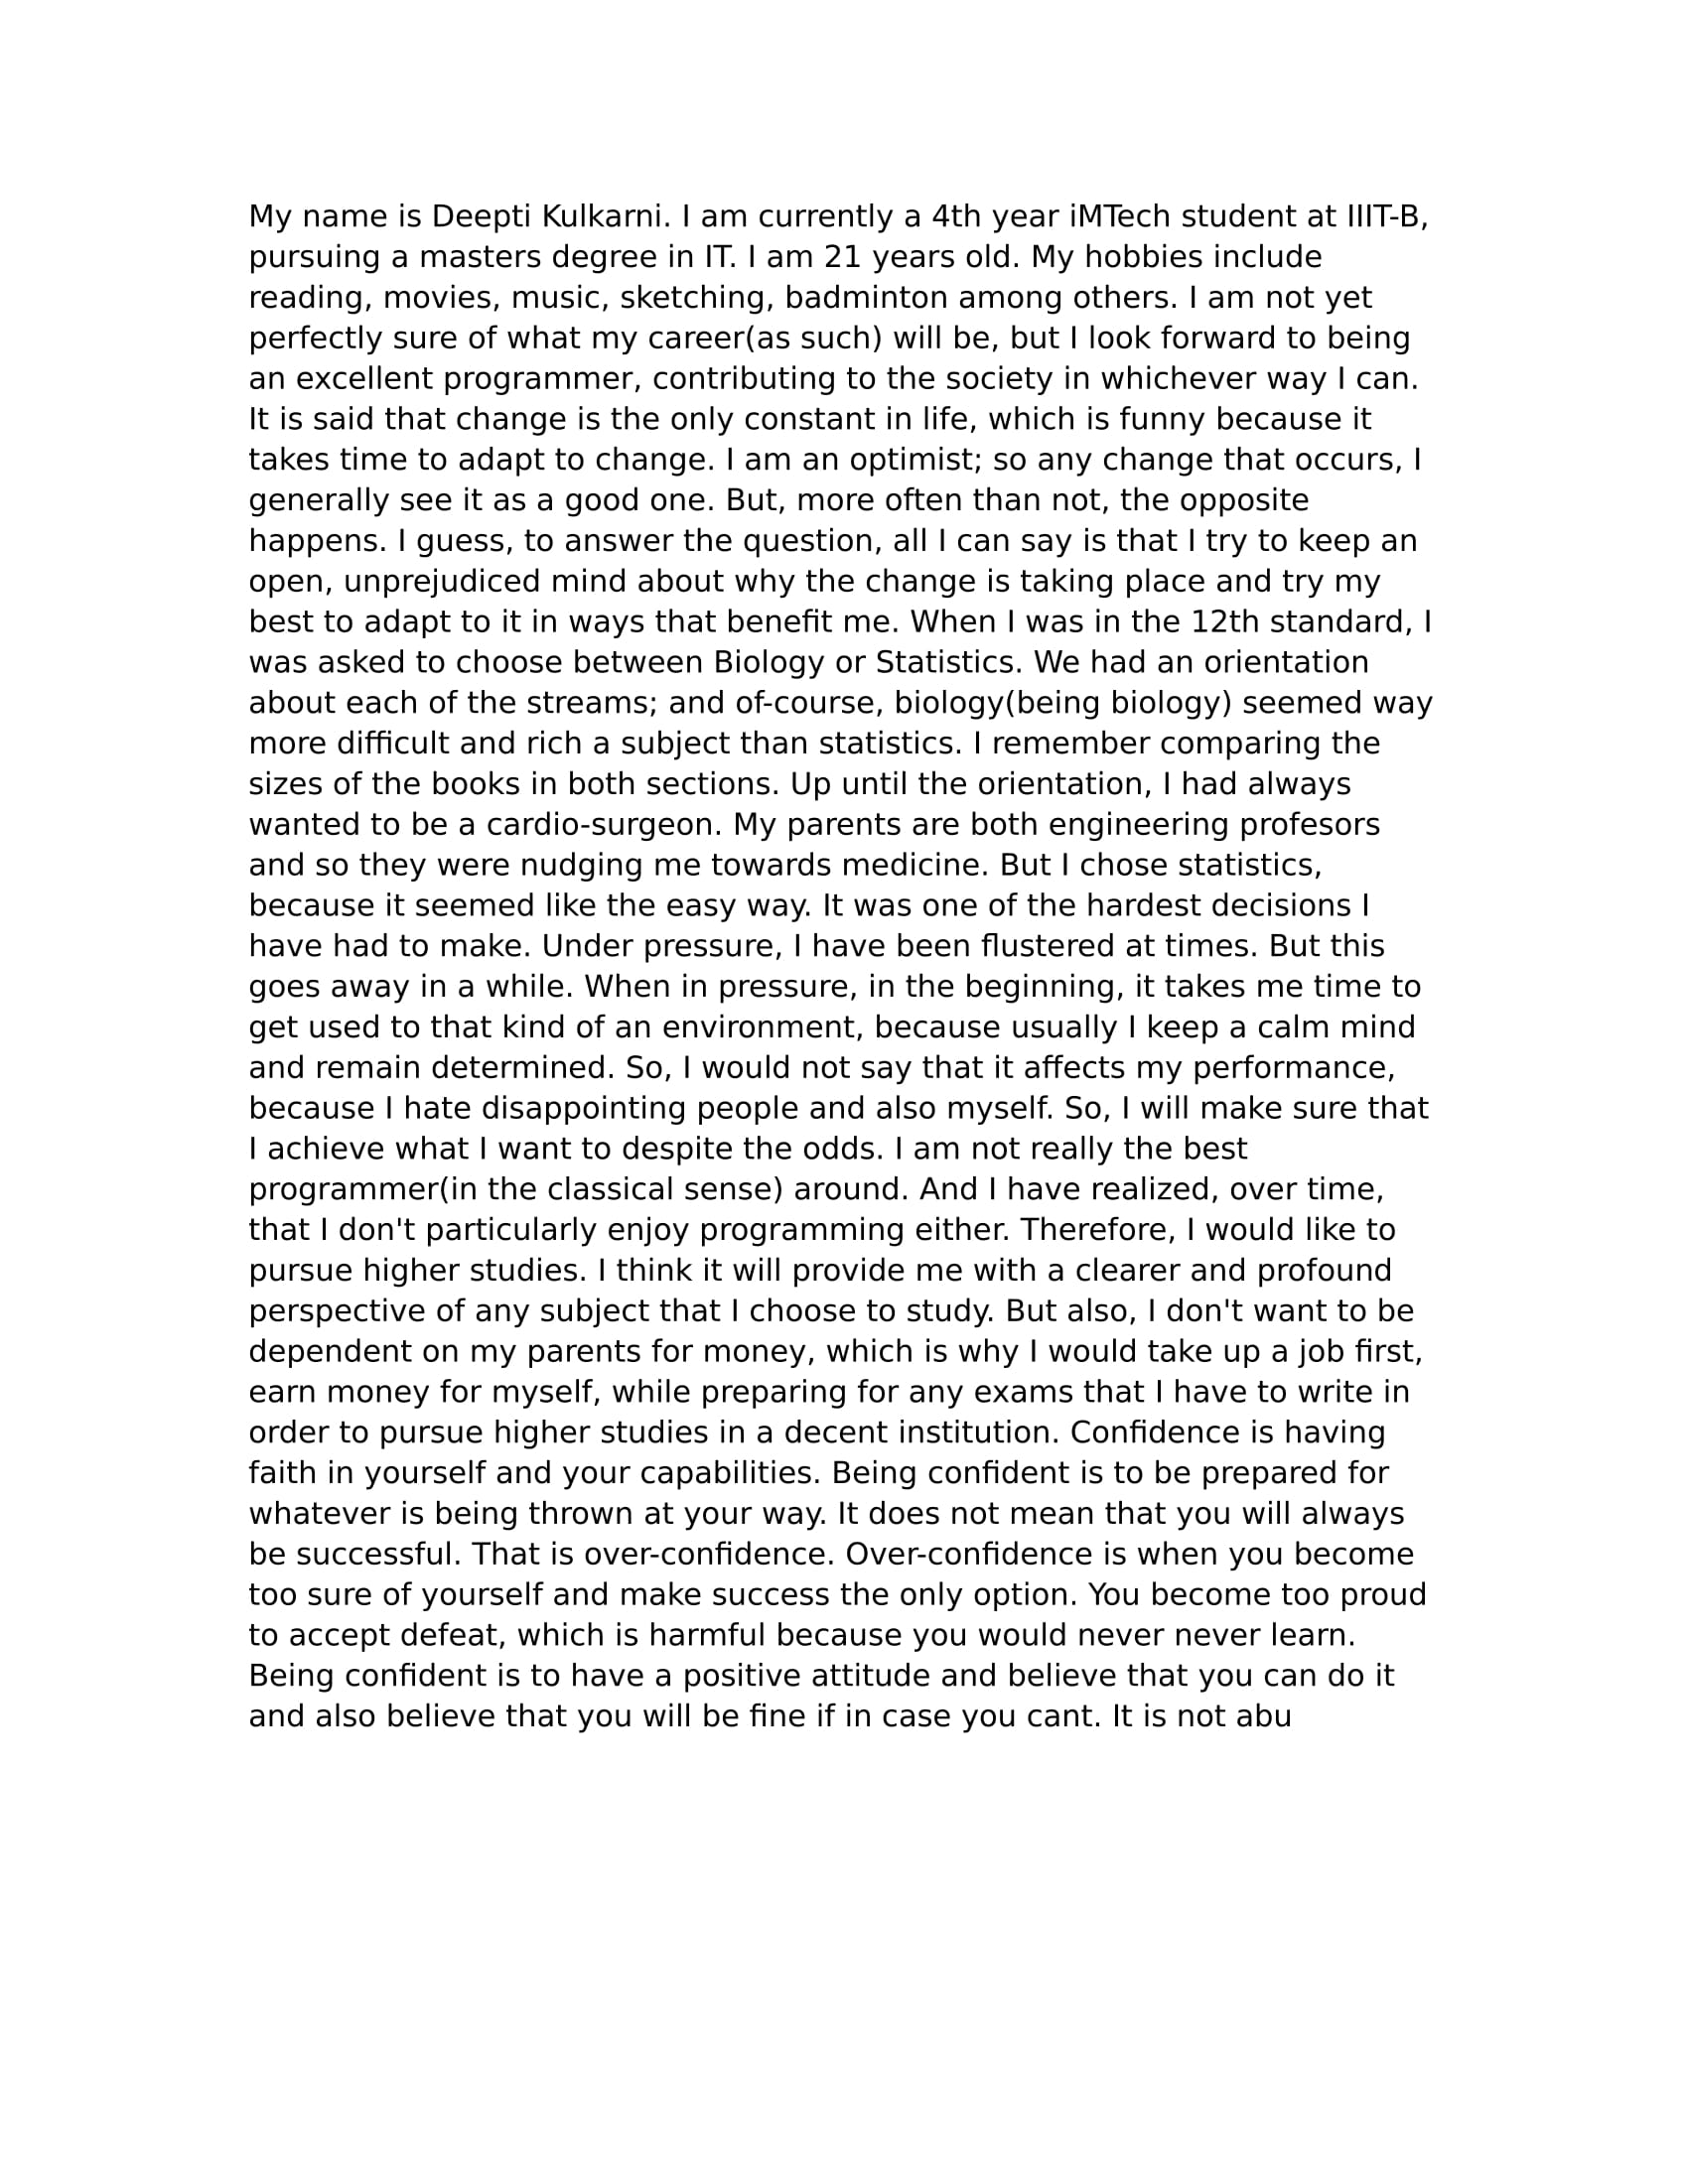 My name is Deepti Kulkarni. I am currently a 4th year iMTech student at IIIT-B,
pursuing a masters degree in IT. I am 21 years old. My hobbies include
reading, movies, music, sketching, badminton among others. I am not yet
perfectly sure of what my career(as such) will be, but I look forward to being
an excellent programmer, contributing to the society in whichever way I can.
It is said that change is the only constant in life, which is funny because it
takes time to adapt to change. I am an optimist; so any change that occurs, I
generally see it as a good one. But, more often than not, the opposite
happens. I guess, to answer the question, all I can say is that I try to keep an
open, unprejudiced mind about why the change is taking place and try my
best to adapt to it in ways that benefit me. When I was in the 12th standard, I
was asked to choose between Biology or Statistics. We had an orientation
about each of the streams; and of-course, biology(being biology) seemed way
more difficult and rich a subject than statistics. I remember comparing the
sizes of the books in both sections. Up until the orientation, I had always
wanted to be a cardio-surgeon. My parents are both engineering profesors
and so they were nudging me towards medicine. But I chose statistics,
because it seemed like the easy way. It was one of the hardest decisions I
have had to make. Under pressure, I have been flustered at times. But this
goes away in a while. When in pressure, in the beginning, it takes me time to
get used to that kind of an environment, because usually I keep a calm mind
and remain determined. So, I would not say that it affects my performance,
because I hate disappointing people and also myself. So, I will make sure that
I achieve what I want to despite the odds. I am not really the best
programmer(in the classical sense) around. And I have realized, over time,
that I don't particularly enjoy programming either. Therefore, I would like to
pursue higher studies. I think it will provide me with a clearer and profound
perspective of any subject that I choose to study. But also, I don't want to be
dependent on my parents for money, which is why I would take up a job first,
earn money for myself, while preparing for any exams that I have to write in
order to pursue higher studies in a decent institution. Confidence is having
faith in yourself and your capabilities. Being confident is to be prepared for
whatever is being thrown at your way. It does not mean that you will always
be successful. That is over-confidence. Over-confidence is when you become
too sure of yourself and make success the only option. You become too proud
to accept defeat, which is harmful because you would never never learn.
Being confident is to have a positive attitude and believe that you can do it
and also believe that you will be fine if in case you cant. It is not abu